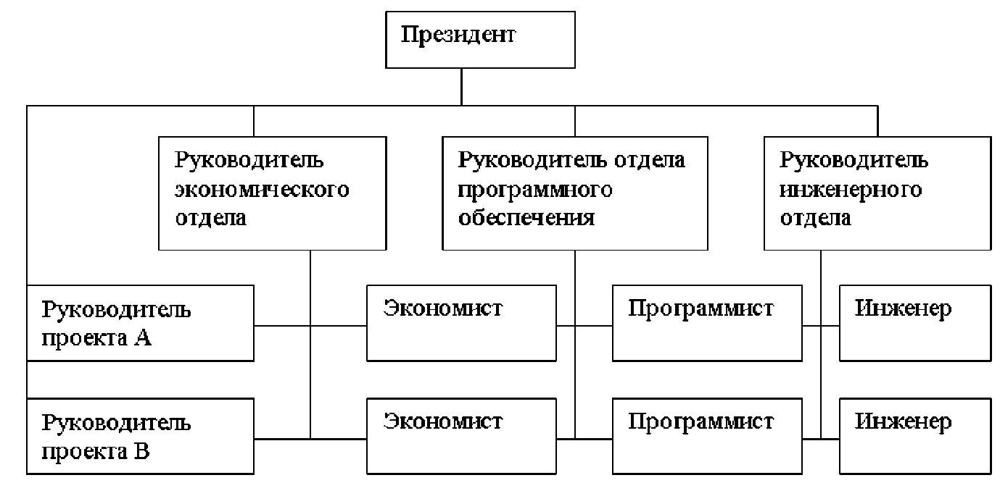 Президент
Руководитель
экономического
отдела
Руководитель отдела
программного
обеспечения
Руководитель
инженерного
отдела
Руководитель
проекта А
Экономист
Программист
Инженер
Руководитель
проекта В
Экономист
Программист
Инженер